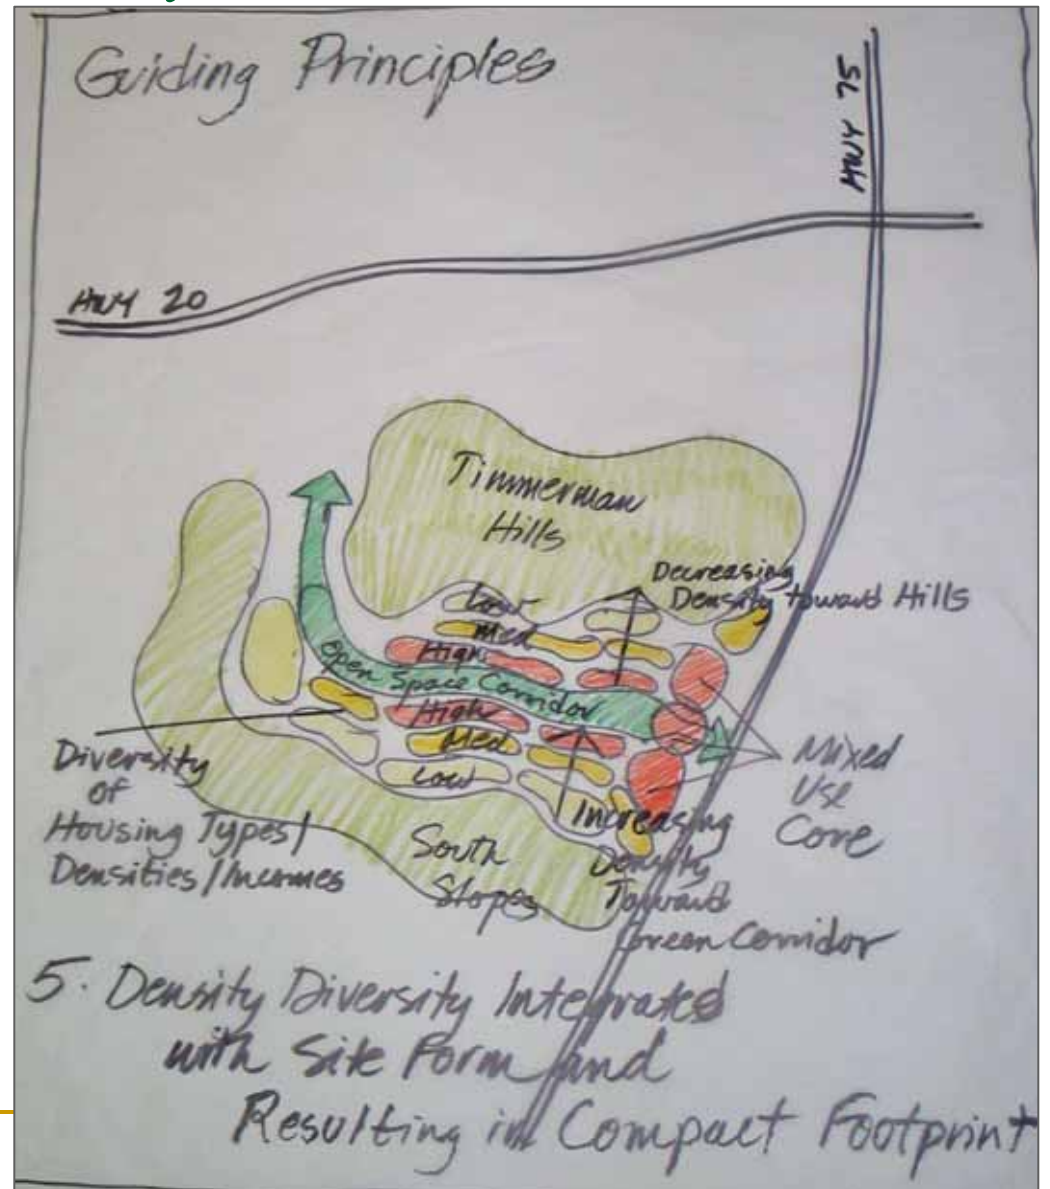 Guiding Principles
HWY 75
HWY 20
Timmerman
Hills
Decreasing
Density toward Hills
Low
Med
High
Open Space Corridor
High
Med
Low
Mixed
Use
Core
Diversity
of
Housing Types/
Densities/Incomes
Increasing
Density
Toward
Green Corridor
South
Slopes
5. Density Diversity Integrated
with Site Form and
Resulting in Compact Footprint